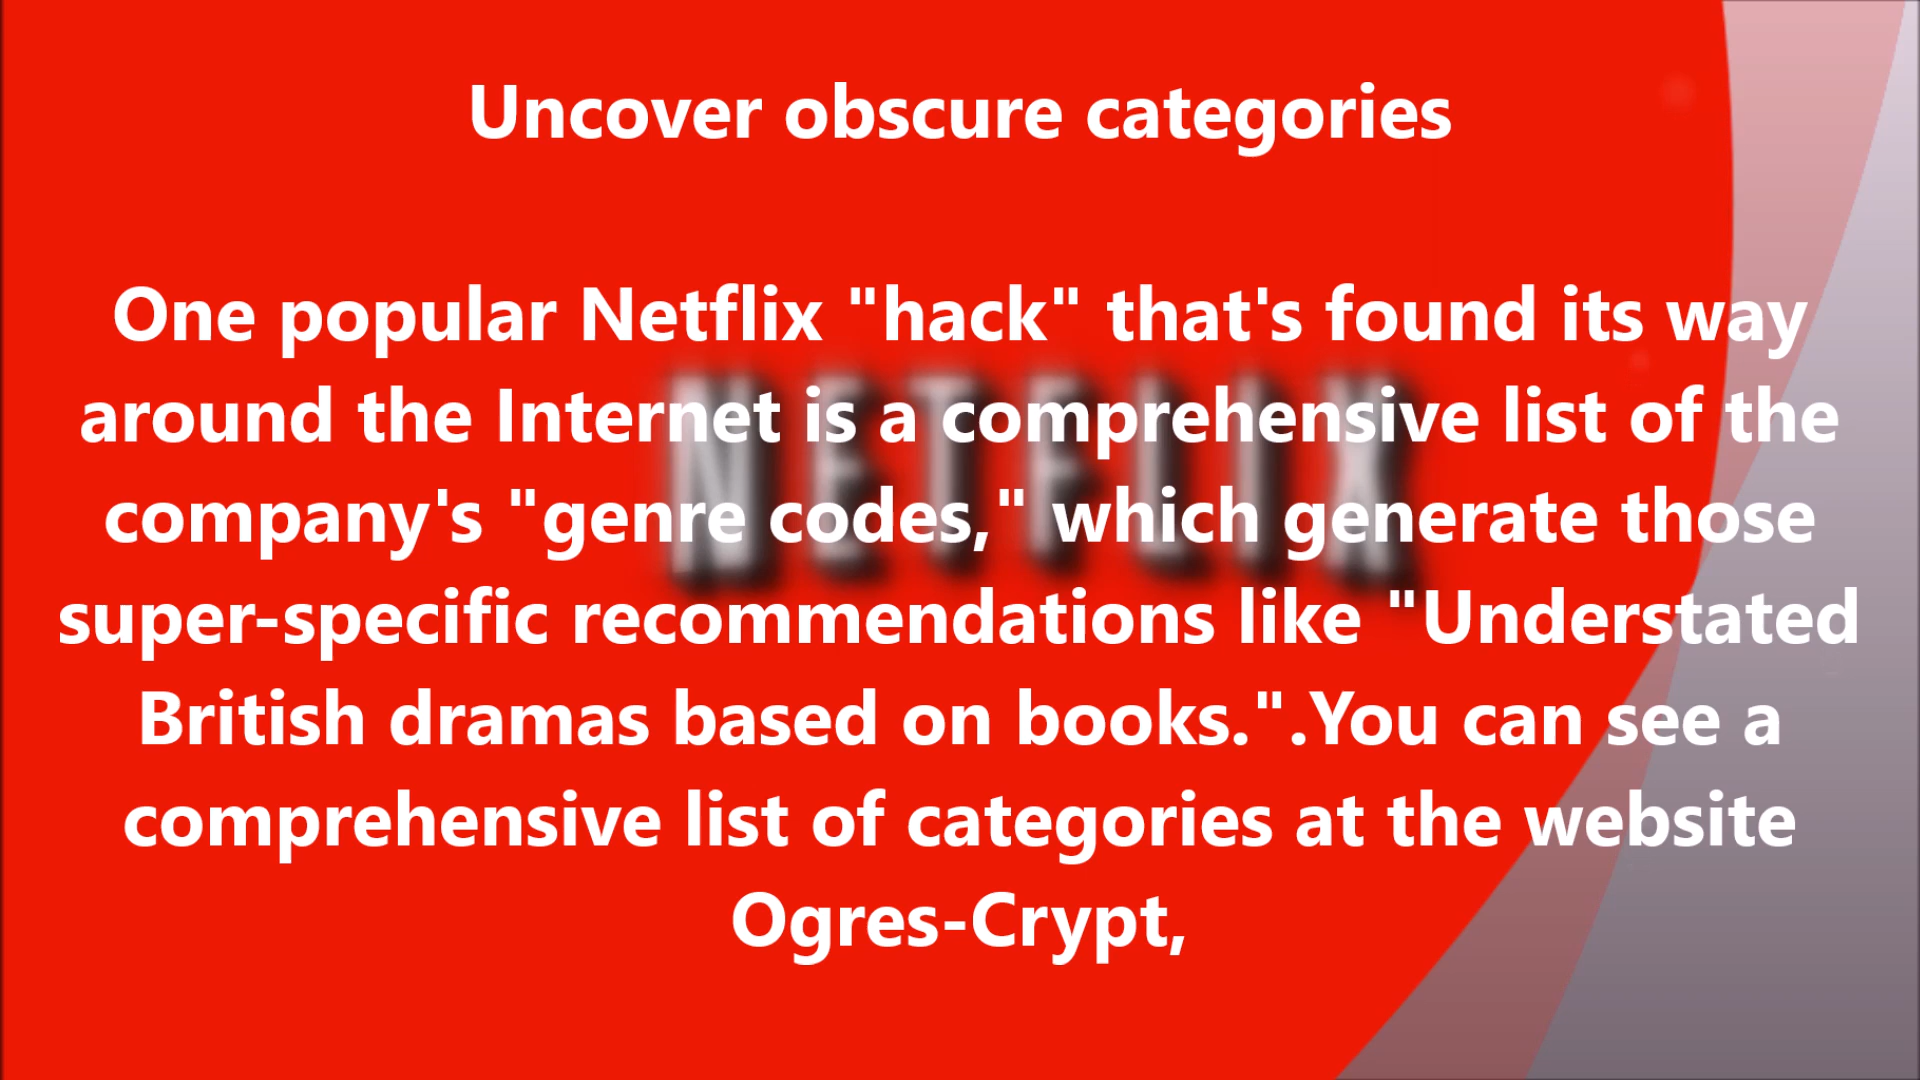 Uncover obscure categories
One popular Netflix "hack" that's found its way
around the Internet is a comprehensive list of the
NETFLIX
company's "genre codes," which generate those
super-specific recommendations like "Understated
British dramas based on books.".You can see a
comprehensive list of categories at the website
Ogres-Crypt,